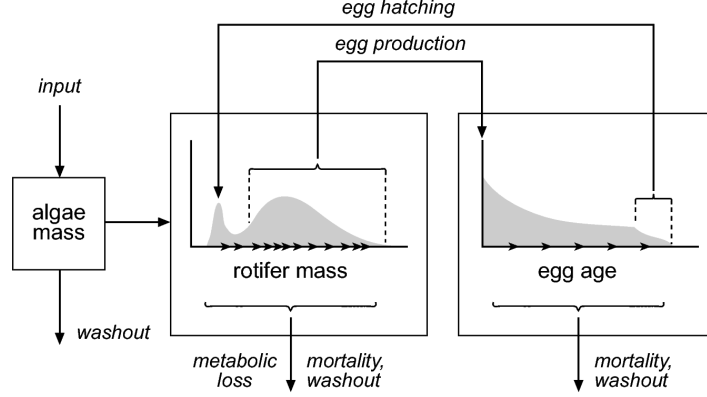 egg hatching
egg production
input
algae
mass
rotifer mass
egg age
washout
metabolic
loss
mortality,
washout
mortality,
washout